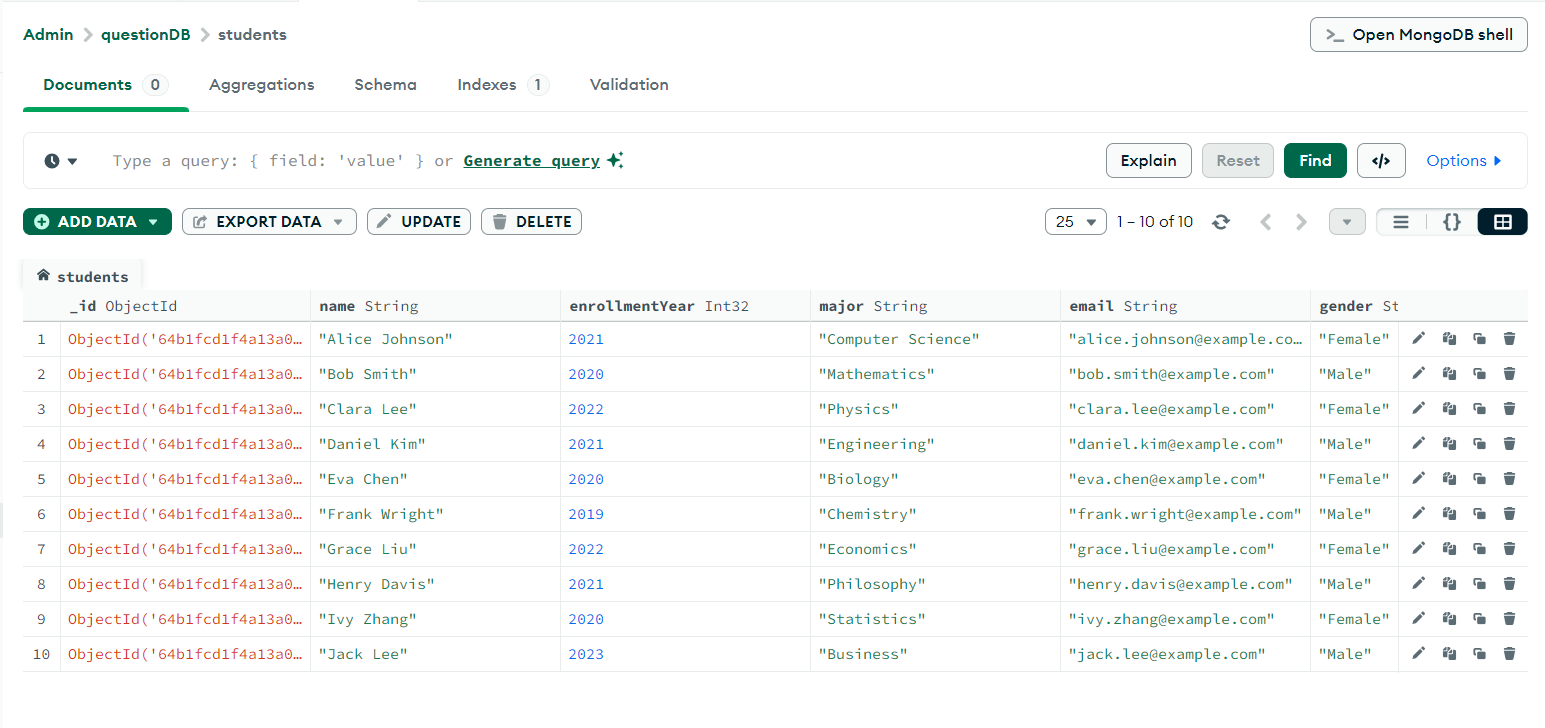 Admin > questionDB > students
>_ Open MongoDB shell
Documents 0 Aggregations Schema Indexes 1 Validation
Type a query: { field: 'value' } or Generate query Explain Reset Find </> Options
ADD DATA EXPORT DATA UPDATE DELETE 25 1 – 10 of 10 {}
students
_id ObjectId name String enrollmentYear Int32 major String email String gender St
1 ObjectId('64b1fcd1f4a13a0… "Alice Johnson" 2021 "Computer Science" "alice.johnson@example.co… "Female"
2 ObjectId('64b1fcd1f4a13a0… "Bob Smith" 2020 "Mathematics" "bob.smith@example.com" "Male"
3 ObjectId('64b1fcd1f4a13a0… "Clara Lee" 2022 "Physics" "clara.lee@example.com" "Female"
4 ObjectId('64b1fcd1f4a13a0… "Daniel Kim" 2021 "Engineering" "daniel.kim@example.com" "Male"
5 ObjectId('64b1fcd1f4a13a0… "Eva Chen" 2020 "Biology" "eva.chen@example.com" "Female"
6 ObjectId('64b1fcd1f4a13a0… "Frank Wright" 2019 "Chemistry" "frank.wright@example.com" "Male"
7 ObjectId('64b1fcd1f4a13a0… "Grace Liu" 2022 "Economics" "grace.liu@example.com" "Female"
8 ObjectId('64b1fcd1f4a13a0… "Henry Davis" 2021 "Philosophy" "henry.davis@example.com" "Male"
9 ObjectId('64b1fcd1f4a13a0… "Ivy Zhang" 2020 "Statistics" "ivy.zhang@example.com" "Female"
10 ObjectId('64b1fcd1f4a13a0… "Jack Lee" 2023 "Business" "jack.lee@example.com" "Male"